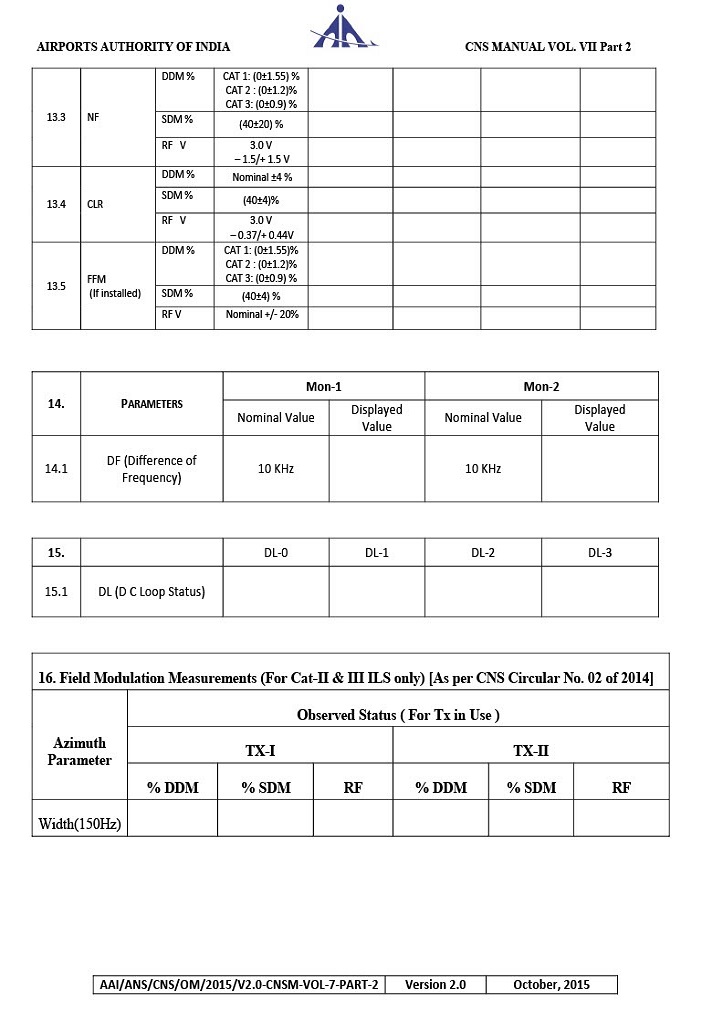 AIRPORTS AUTHORITY OF INDIA
CNS MANUAL VOL. VII Part 2
13.3 NF DDM % CAT 1: (0±1.55) %
CAT 2 : (0±1.2)%
CAT 3: (0±0.9) %
SDM % (40±20) %
RF V 3.0 V
– 1.5/+ 1.5 V
13.4 CLR DDM % Nominal ±4 %
SDM % (40±4)%
RF V 3.0 V
– 0.37/+ 0.44V
13.5 FFM
(If installed)
DDM % CAT 1: (0±1.55)%
CAT 2 : (0±1.2)%
CAT 3: (0±0.9) %
SDM % (40±4) %
RF V Nominal +/- 20%
14. PARAMETERS Mon-1 Mon-2
Nominal Value Displayed
Value
Nominal Value Displayed
Value
14.1 DF (Difference of
Frequency)
10 KHz 10 KHz
15. DL-0 DL-1 DL-2 DL-3
15.1 DL (D C Loop Status)
16. Field Modulation Measurements (For Cat-II & III ILS only) [As per CNS Circular No. 02 of 2014]
Azimuth
Parameter
Observed Status ( For Tx in Use )
TX-I TX-II
% DDM % SDM RF % DDM % SDM RF
Width(150Hz)
AAI/ANS/CNS/OM/2015/V2.0-CNSM-VOL-7-PART-2 Version 2.0 October, 2015